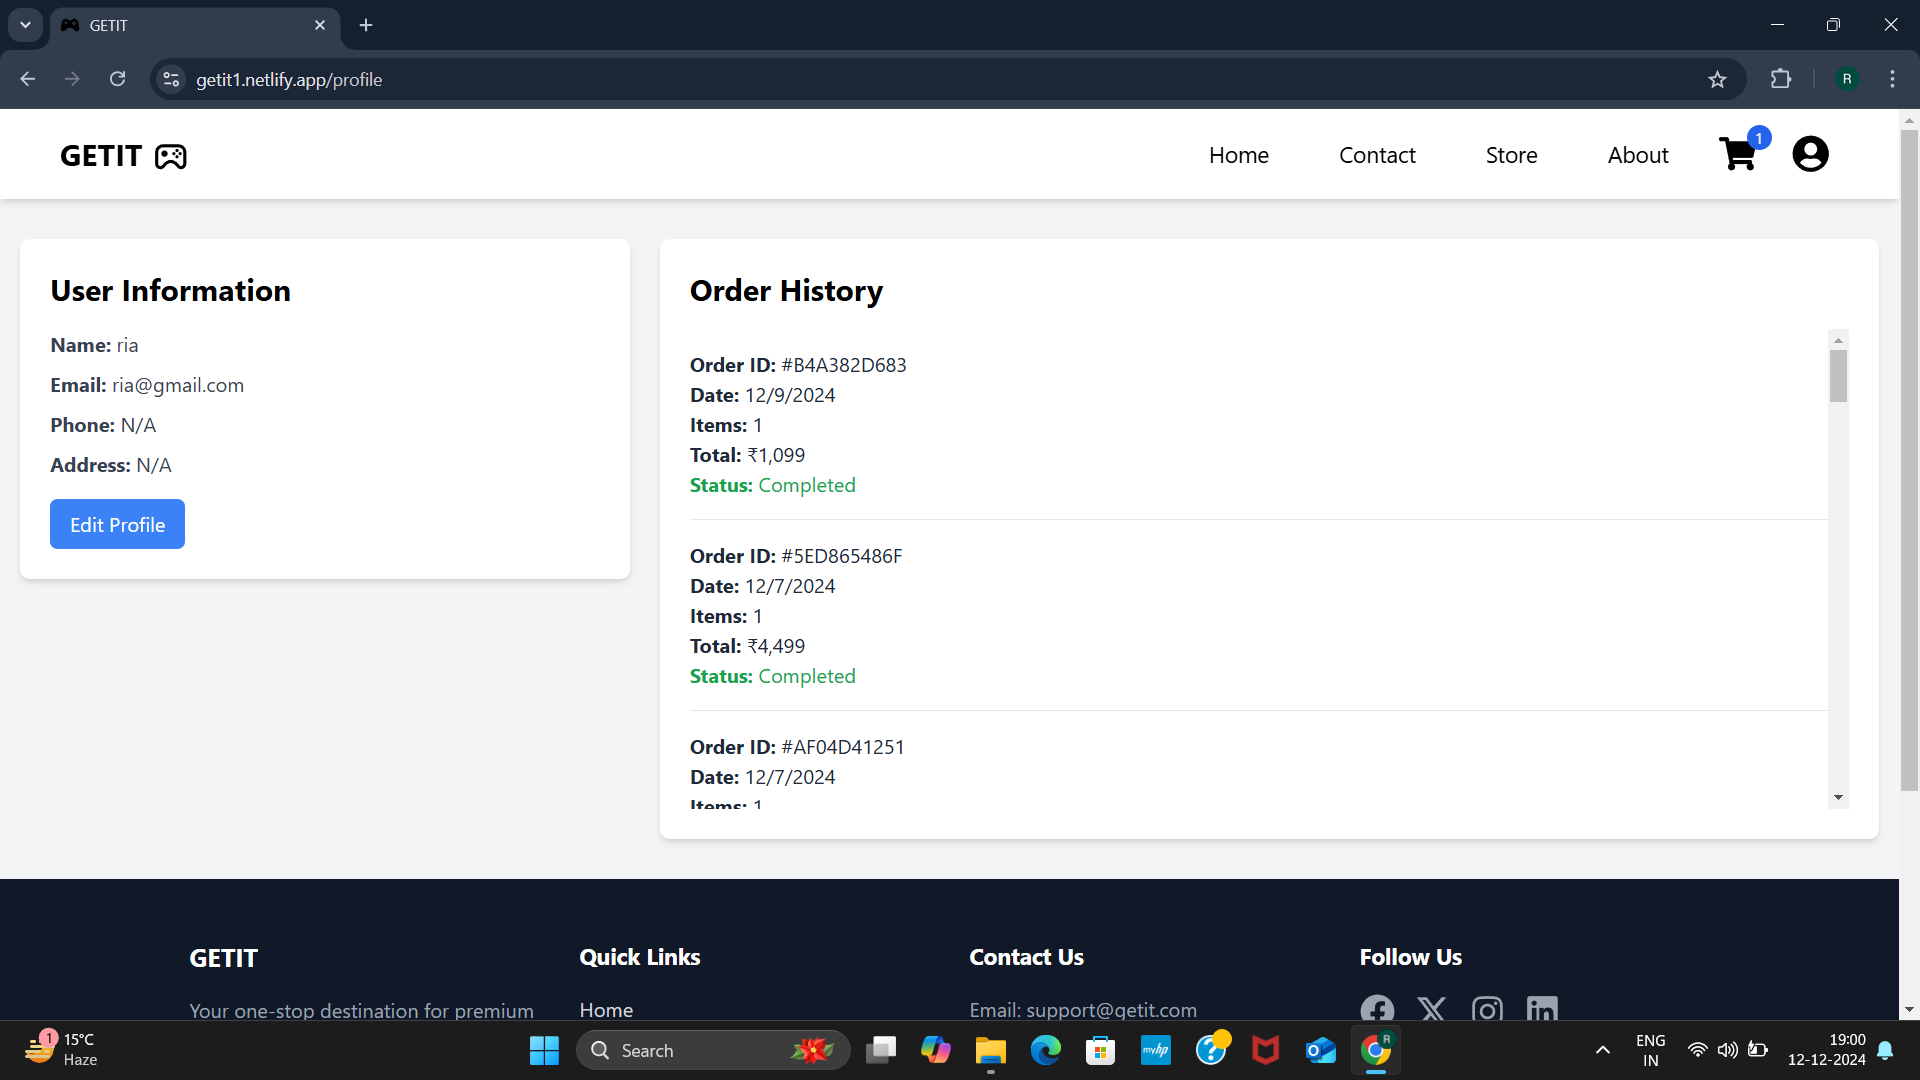 GETIT
getit1.netlify.app/profile
R
GETIT
Home
Contact
Store
About
1
User Information
Name: ria
Email: ria@gmail.com
Phone: N/A
Address: N/A
Edit Profile
Order History
Order ID: #B4A382D683
Date: 12/9/2024
Items: 1
Total: ₹1,099
Status: Completed
Order ID: #5ED865486F
Date: 12/7/2024
Items: 1
Total: ₹4,499
Status: Completed
Order ID: #AF04D41251
Date: 12/7/2024
Items: 1
GETIT
Your one-stop destination for premium
Quick Links
Home
Contact Us
Email: support@getit.com
Follow Us
1
15°C
Haze
Search
myhp
R
ENG
IN
19:00
12-12-2024